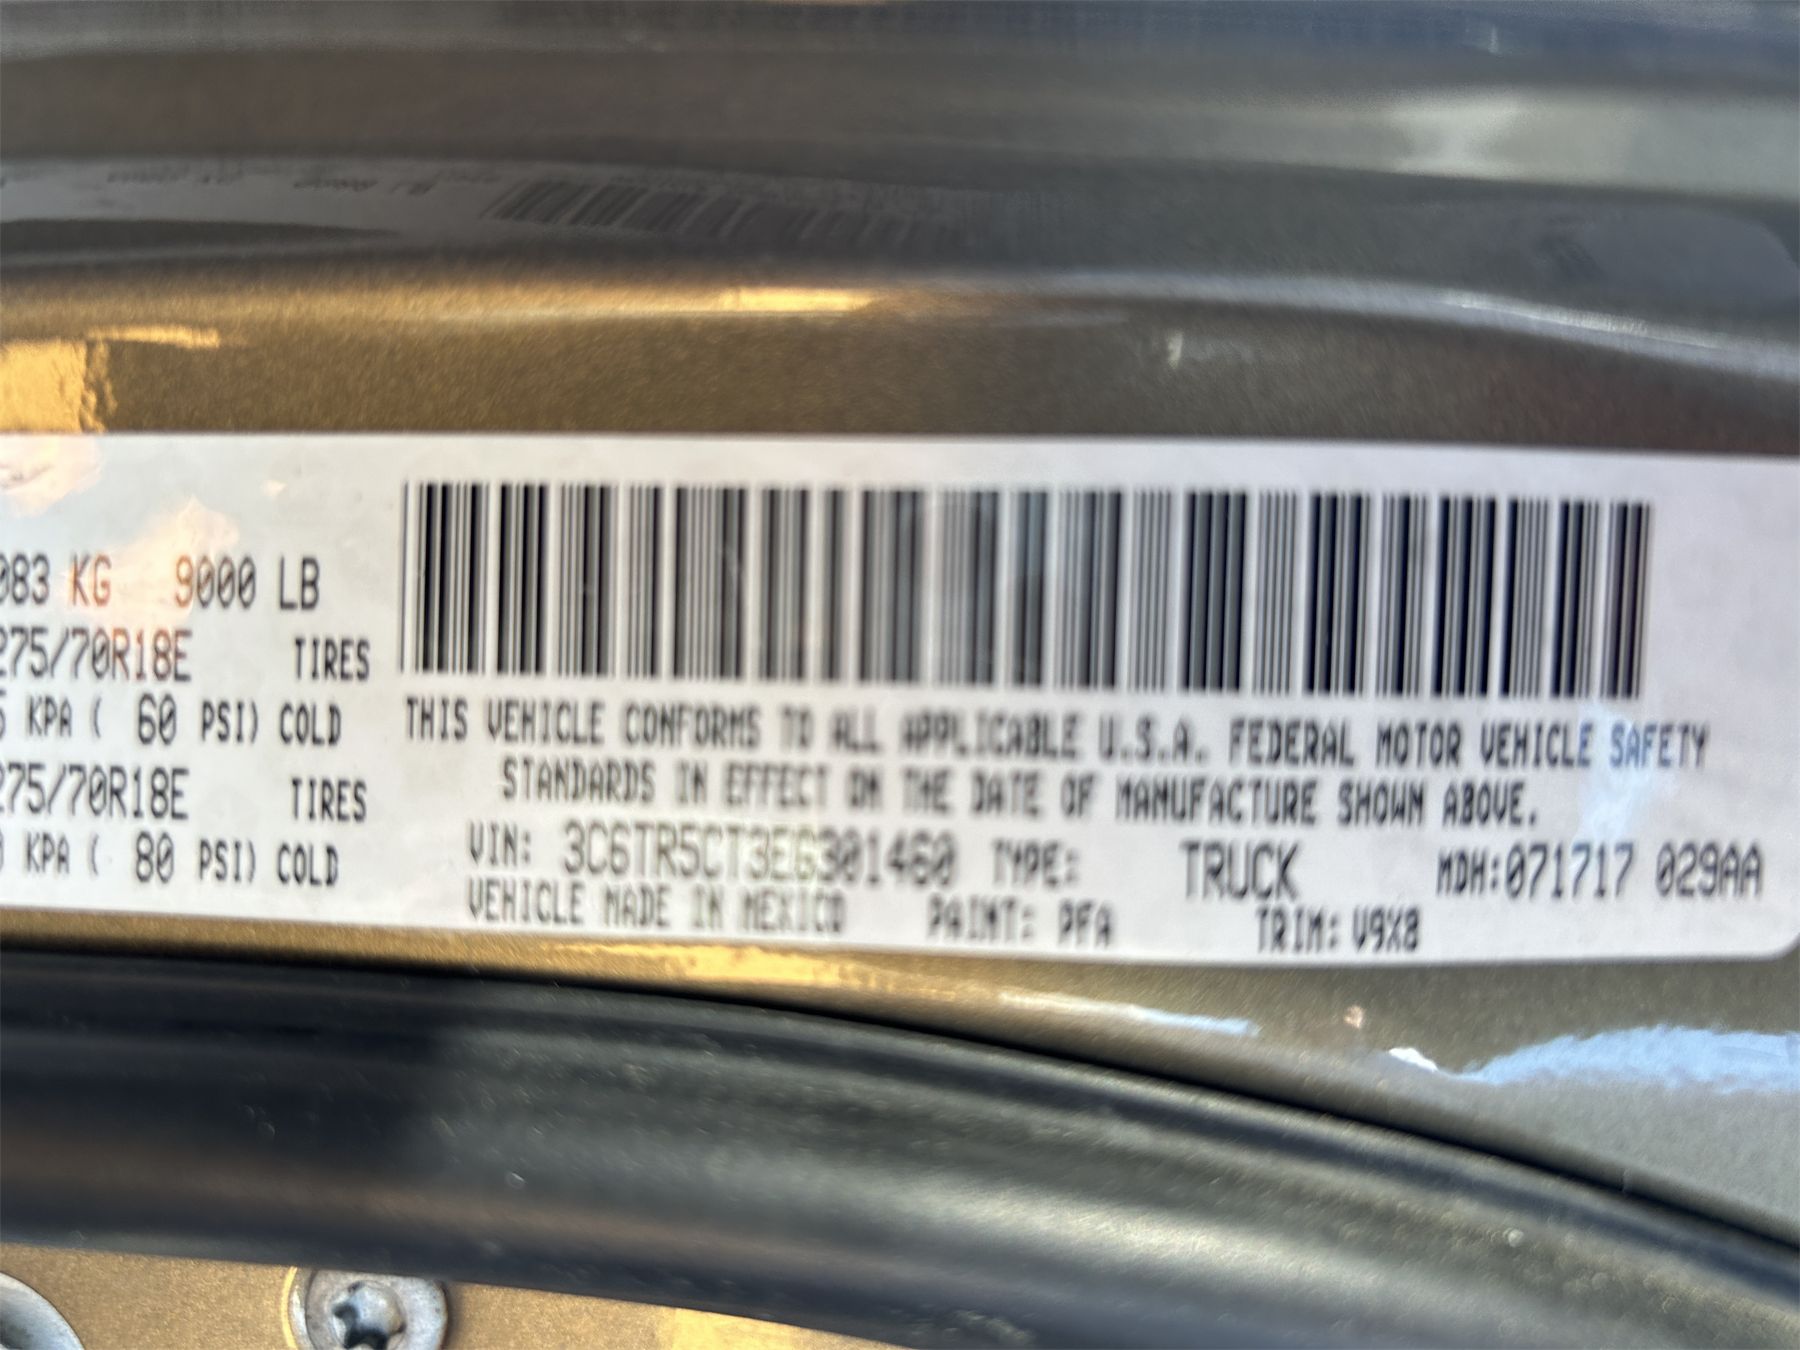 083 KG 9000 LB
275/70R18E TIRES
5 KPA ( 60 PSI) COLD
275/70R18E TIRES
0 KPA ( 80 PSI) COLD
THIS VEHICLE CONFORMS TO ALL APPLICABLE U.S.A. FEDERAL MOTOR VEHICLE SAFETY
STANDARDS IN EFFECT ON THE DATE OF MANUFACTURE SHOWN ABOVE.
VIN: 3C6TR5CT3EG301460 TYPE: TRUCK MDH:071717 029AA
VEHICLE MADE IN MEXICO PAINT: PFA TRIM: V9X8